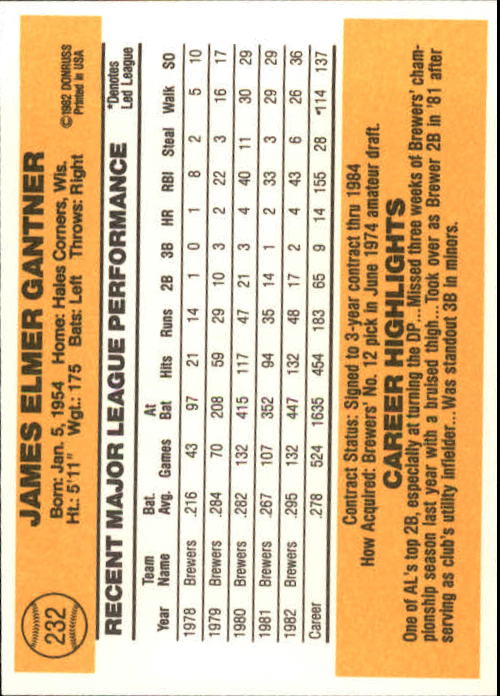 232
JAMES ELMER GANTNER
©1982 DONRUSS
Printed in USA
Born: Jan. 5, 1954 Home: Hales Corners, Wis.
Ht.: 5'11" Wgt.: 175 Bats: Left Throws: Right
RECENT MAJOR LEAGUE PERFORMANCE
*Denotes
Led League
Year Team Name Bat. Avg. Games At Bat Hits Runs 2B 3B HR RBI Steal Walk SO
1978 Brewers .216 43 97 21 14 1 0 1 8 2 5 10
1979 Brewers .284 70 208 59 29 10 3 2 22 3 16 17
1980 Brewers .282 132 415 117 47 21 3 4 40 11 30 29
1981 Brewers .267 107 352 94 35 14 1 2 33 3 29 29
1982 Brewers .295 132 447 132 48 17 2 4 43 6 26 36
Career .278 524 1635 454 183 65 9 14 155 28 *114 137
Contract Status: Signed to 3-year contract thru 1984
How Acquired: Brewers' No. 12 pick in June 1974 amateur draft.
CAREER HIGHLIGHTS
One of AL's top 2B, especially at turning the DP...Missed three weeks of Brewers' cham-
pionship season last year with a bruised thigh...Took over as Brewer 2B in '81 after
serving as club's utility infielder...Was standout 3B in minors.